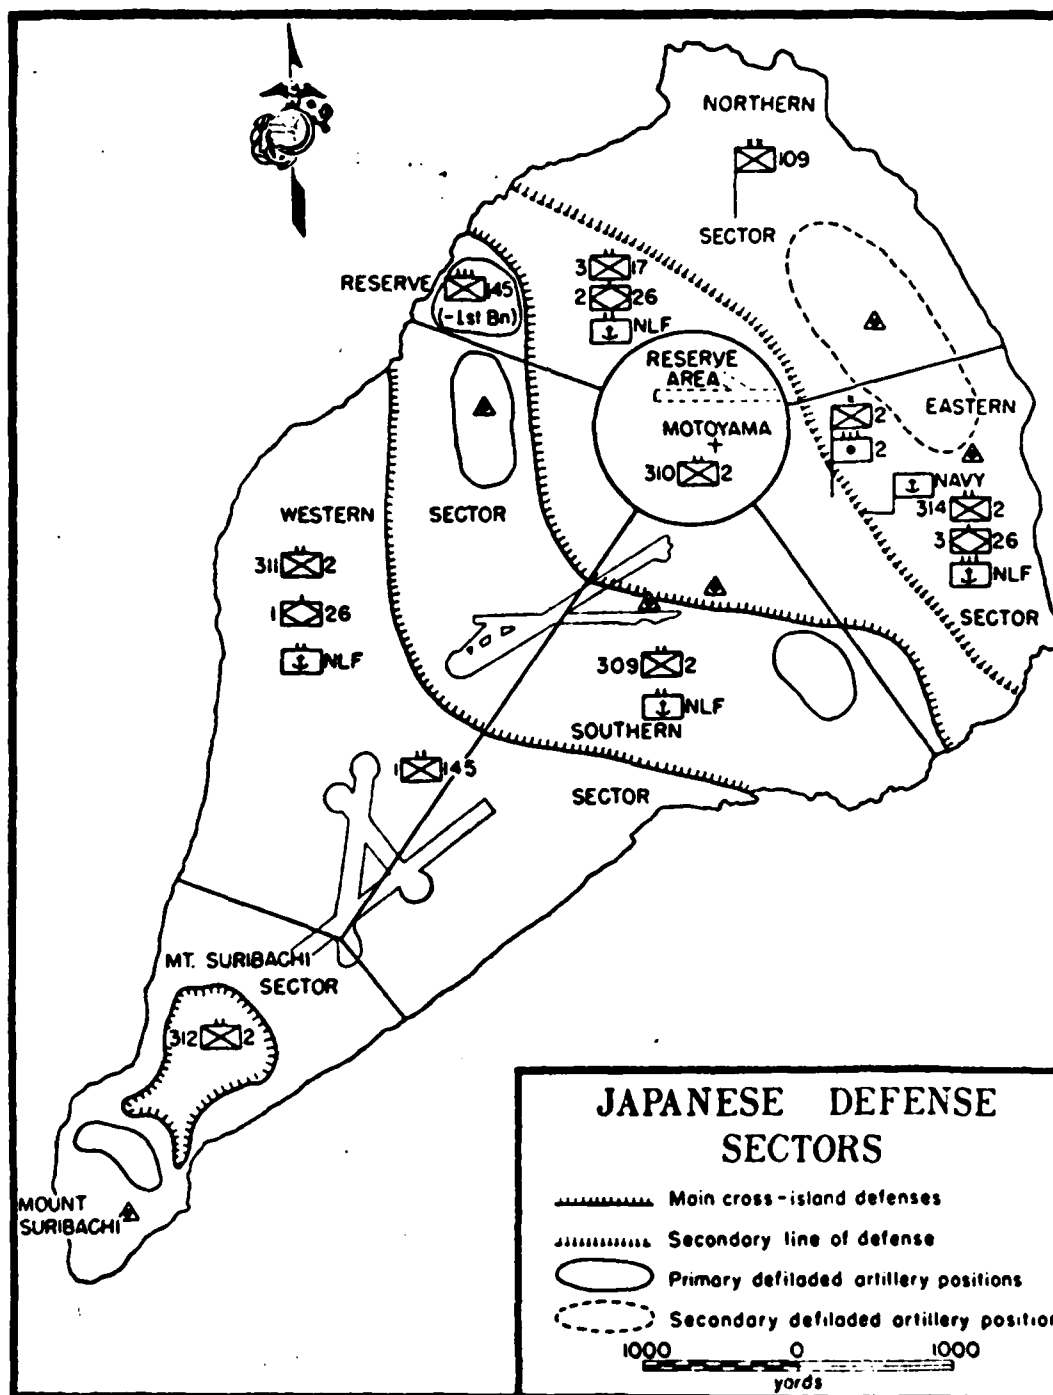 NORTHERN
109
SECTOR
RESERVE
145
(-1st Bn)
3 17
2 26
NLF
RESERVE
AREA
MOTOYAMA
310 2
EASTERN
2
2
NAVY
314 2
3 26
NLF
SECTOR
WESTERN
SECTOR
311 2
1 26
NLF
309 2
NLF
SOUTHERN
SECTOR
1 145
MT. SURIBACHI
SECTOR
312 2
MOUNT
SURIBACHI
JAPANESE DEFENSE
SECTORS
Main cross-island defenses
Secondary line of defense
Primary defiladed artillery positions
Secondary defiladed artillery position
1000 0 1000
yards